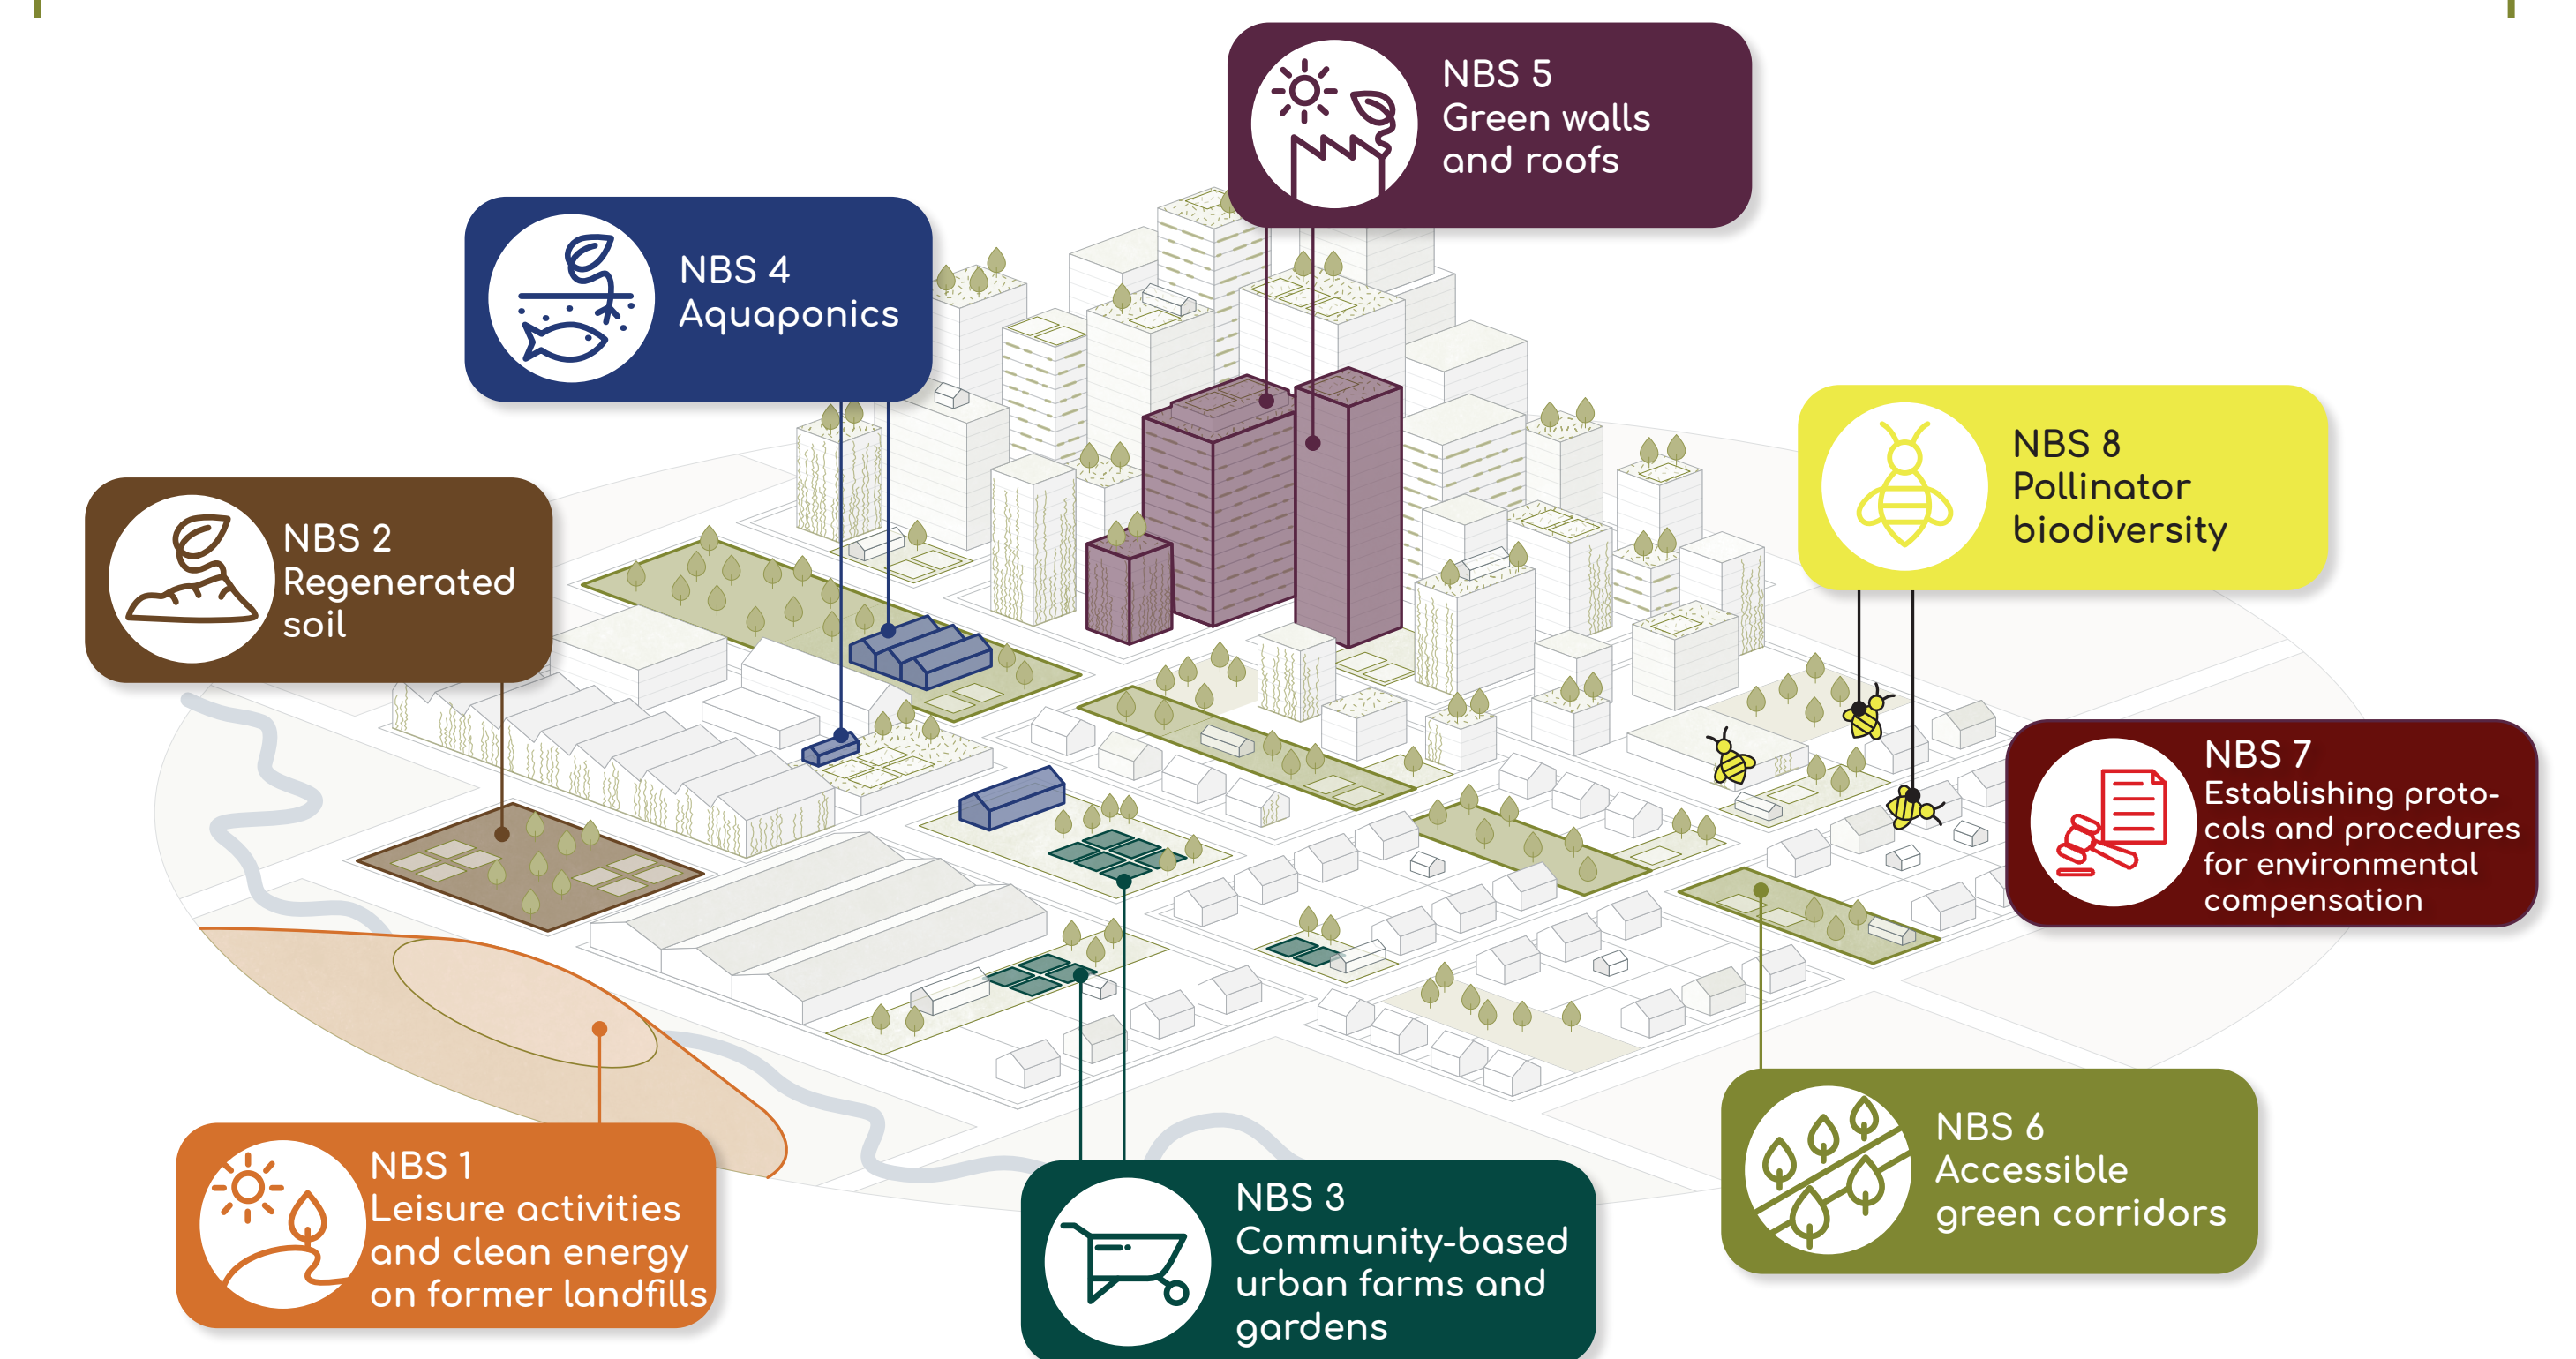 NBS 5
Green walls
and roofs
NBS 4
Aquaponics
NBS 8
Pollinator
biodiversity
NBS 2
Regenerated
soil
NBS 7
Establishing proto-
cols and procedures
for environmental
compensation
NBS 6
Accessible
green corridors
NBS 1
Leisure activities
and clean energy
on former landfills
NBS 3
Community-based
urban farms and
gardens